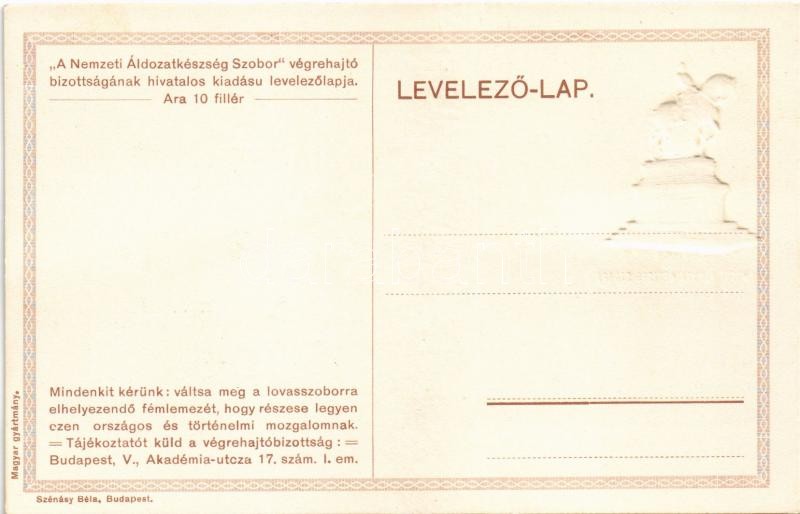 „A Nemzeti Áldozatkészség Szobor“ végrehajtó
bizottságának hivatalos kiadásu levelezőlapja.
Ara 10 fillér
LEVELEZŐ-LAP.
Mindenkit kérünk: váltsa meg a lovasszoborra
elhelyezendő fémlemezét, hogy részese legyen
ezen országos és történelmi mozgalomnak.
= Tájékoztatót küld a végrehajtóbizottság: =
Budapest, V., Akadémia-utcza 17. szám. I. em.
Magyar gyártmány.
Szénásy Béla, Budapest.